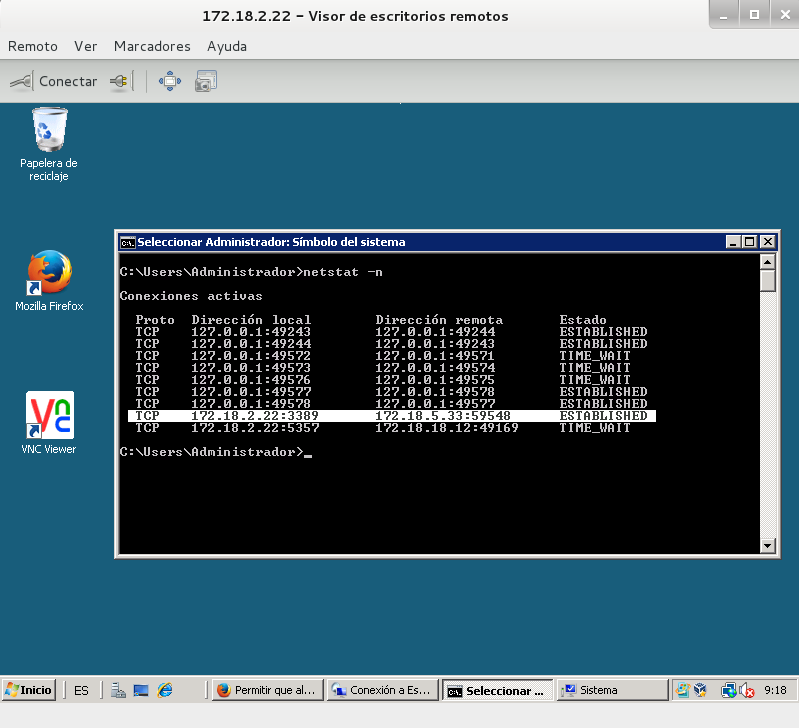 172.18.2.22 – Visor de escritorios remotos
Remoto Ver Marcadores Ayuda
Conectar
Papelera de
reciclaje
Mozilla Firefox
VNC Viewer
Seleccionar Administrador: Símbolo del sistema
C:\Users\Administrador>netstat -n
Conexiones activas
Proto Dirección local Dirección remota Estado
TCP 127.0.0.1:49243 127.0.0.1:49244 ESTABLISHED
TCP 127.0.0.1:49244 127.0.0.1:49243 ESTABLISHED
TCP 127.0.0.1:49572 127.0.0.1:49571 TIME_WAIT
TCP 127.0.0.1:49573 127.0.0.1:49574 TIME_WAIT
TCP 127.0.0.1:49576 127.0.0.1:49575 TIME_WAIT
TCP 127.0.0.1:49577 127.0.0.1:49578 ESTABLISHED
TCP 127.0.0.1:49578 127.0.0.1:49577 ESTABLISHED
TCP 172.18.2.22:3389 172.18.5.33:59548 ESTABLISHED
TCP 172.18.2.22:5357 172.18.18.12:49169 TIME_WAIT
C:\Users\Administrador>_
Inicio ES Permitir que al... Conexión a Es... Seleccionar ... Sistema 9:18